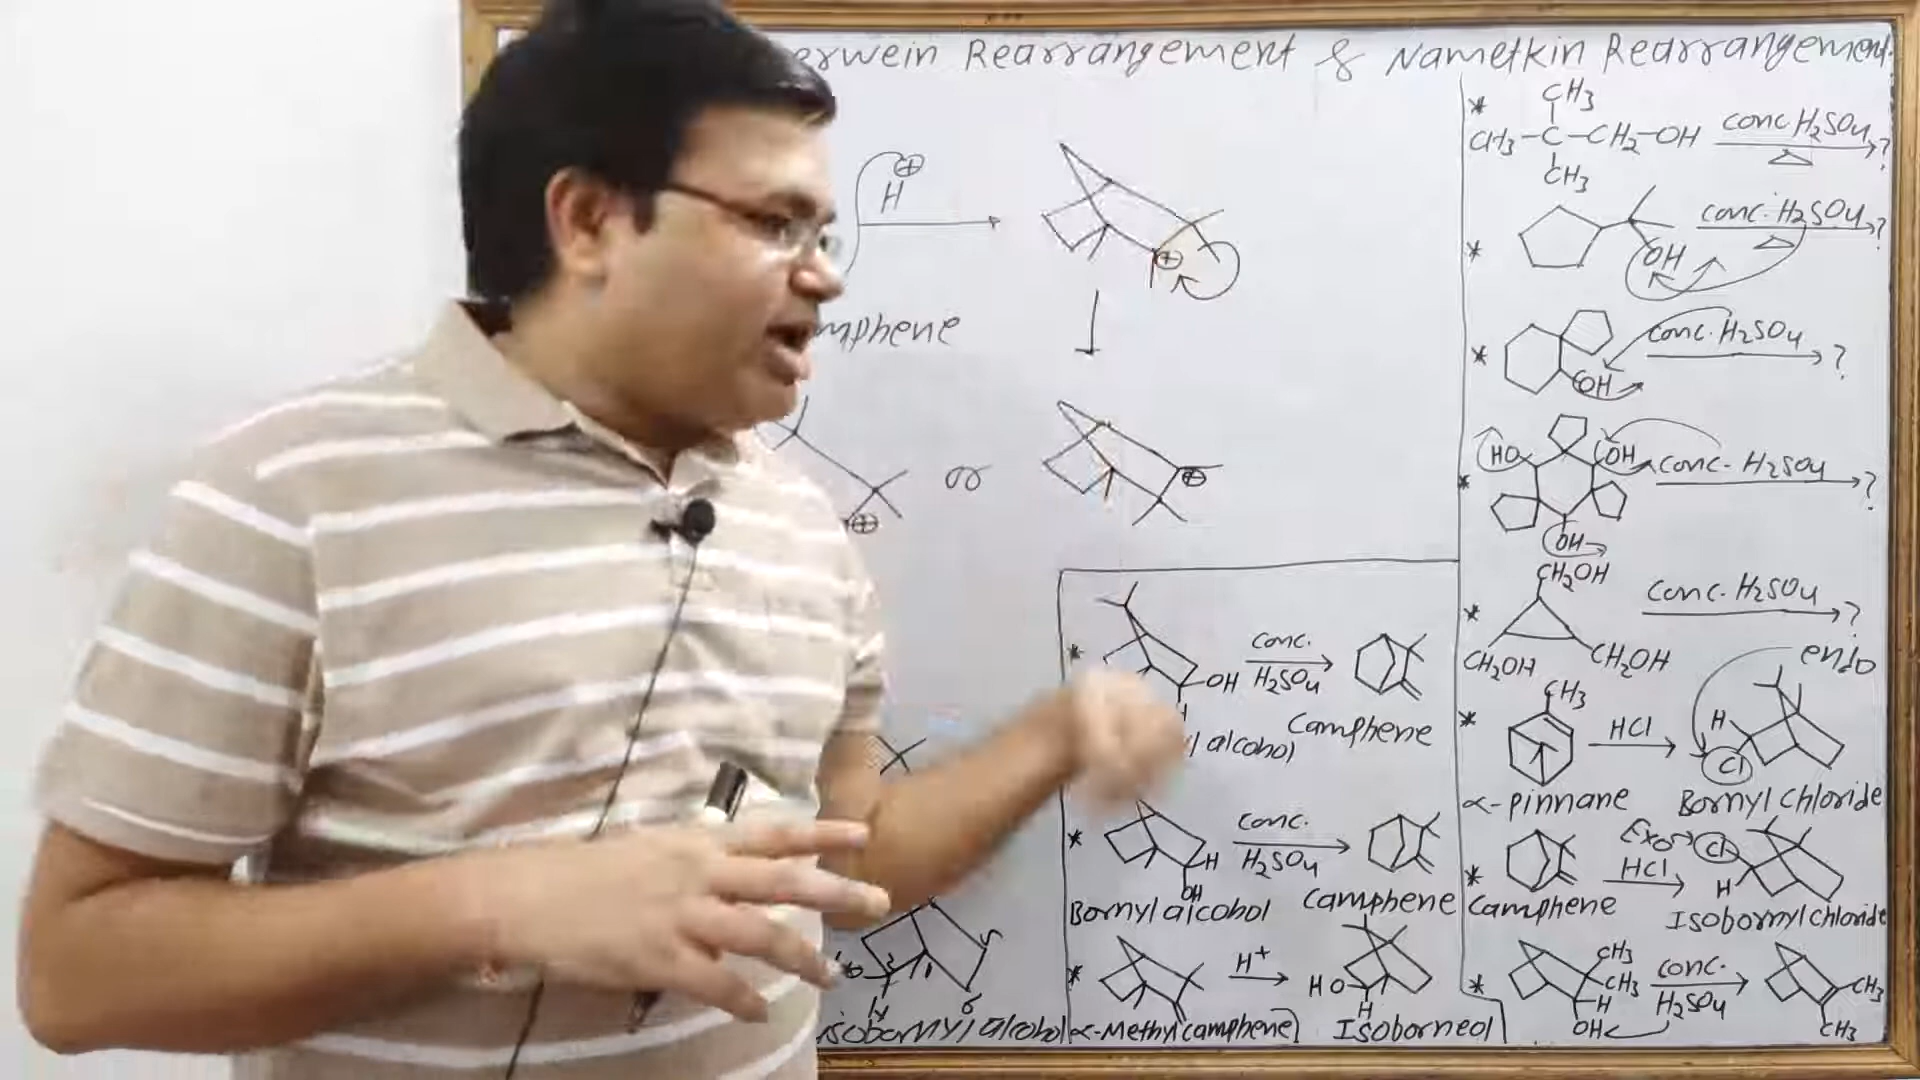 Rearrangement & Nametkin Rearrangement
H⊕
⊕
or
⊕
⊕
OH conc. H2SO4
H
alcohol Camphene
* conc. H2SO4
H
OH
Bornyl alcohol Camphene
* H+
HO
H
isobornyl alcohol
α-Methyl camphene Isoborneol
* CH3
CH3-C-CH2-OH conc. H2SO4 △ ?
CH3
* OH conc. H2SO4 △ ?
* OH conc. H2SO4 ?
* HO OH conc. H2SO4 ?
OH
* CH2OH conc. H2SO4 ?
CH2OH CH2OH
endo
* CH3 HCl H Cl
α-pinnane Bornyl chloride
* HCl Exo Cl
H
Camphene Isobornyl chloride
* CH3 CH3 H OH conc. H2SO4 CH3
CH3